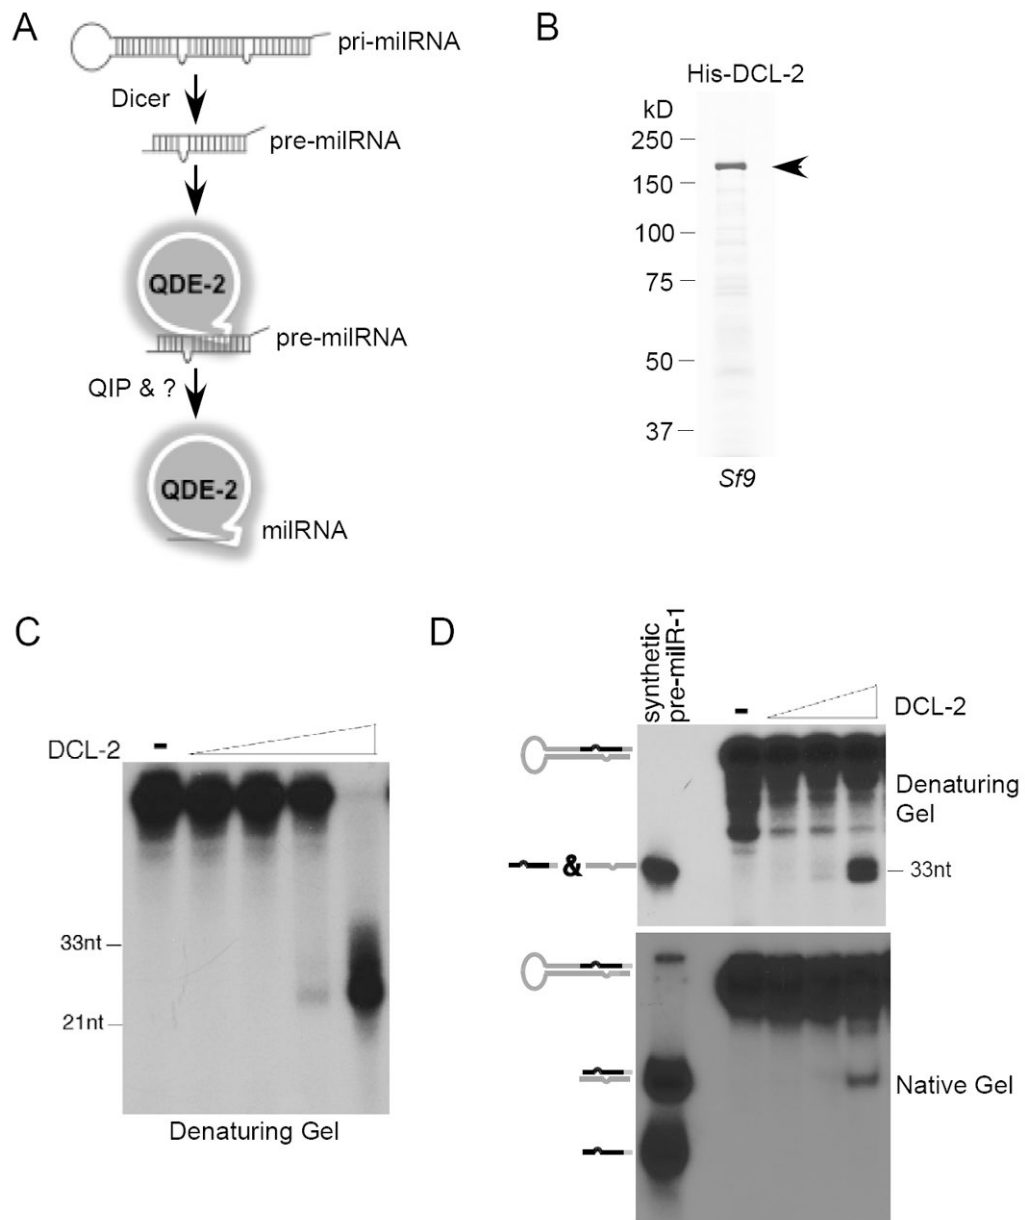 A
pri-milRNA
Dicer
pre-milRNA
QDE-2
pre-milRNA
QIP & ?
QDE-2
milRNA
B
His-DCL-2
kD
250
150
100
75
50
37
Sf9
C
DCL-2
-
33nt
21nt
Denaturing Gel
D
synthetic
pre-milR-1
-
DCL-2
Denaturing
Gel
&
33nt
Native Gel